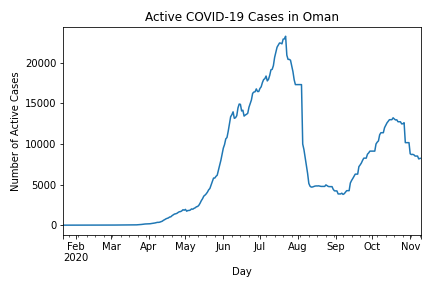 Active COVID-19 Cases in Oman
Number of Active Cases
20000
15000
10000
5000
0
Feb Mar Apr May Jun Jul Aug Sep Oct Nov
2020
Day